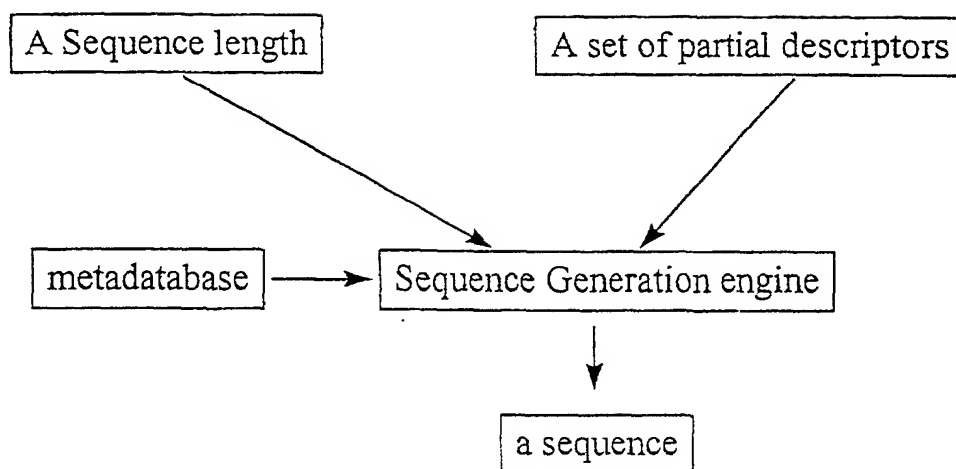 A Sequence length
A set of partial descriptors
metadatabase
Sequence Generation engine
a sequence